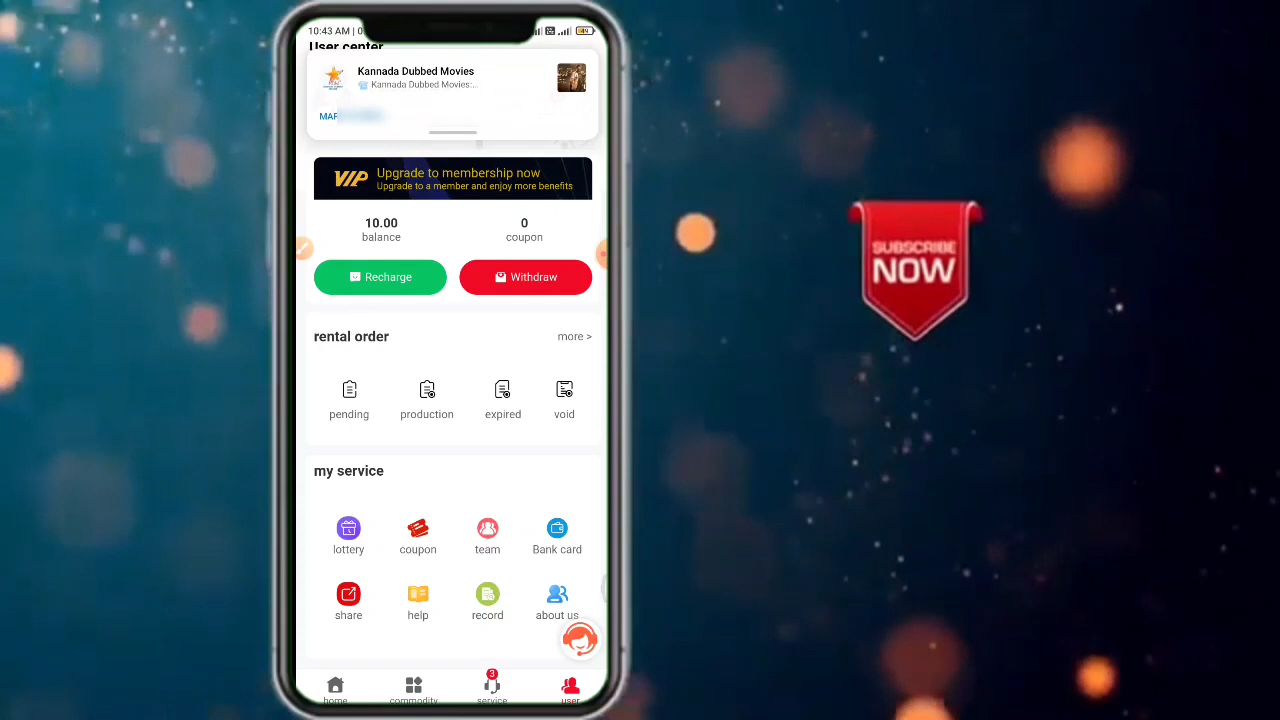 10:43 AM | 0
User center
Kannada Dubbed Movies
Kannada Dubbed Movies:...
VIP
Upgrade to membership now
Upgrade to a member and enjoy more benefits
10.00
0
balance
coupon
Recharge
Withdraw
rental order
more >
pending
production
expired
void
my service
lottery
coupon
team
Bank card
share
help
record
about us
3
home
commodity
service
user
SUBSCRIBE
NOW